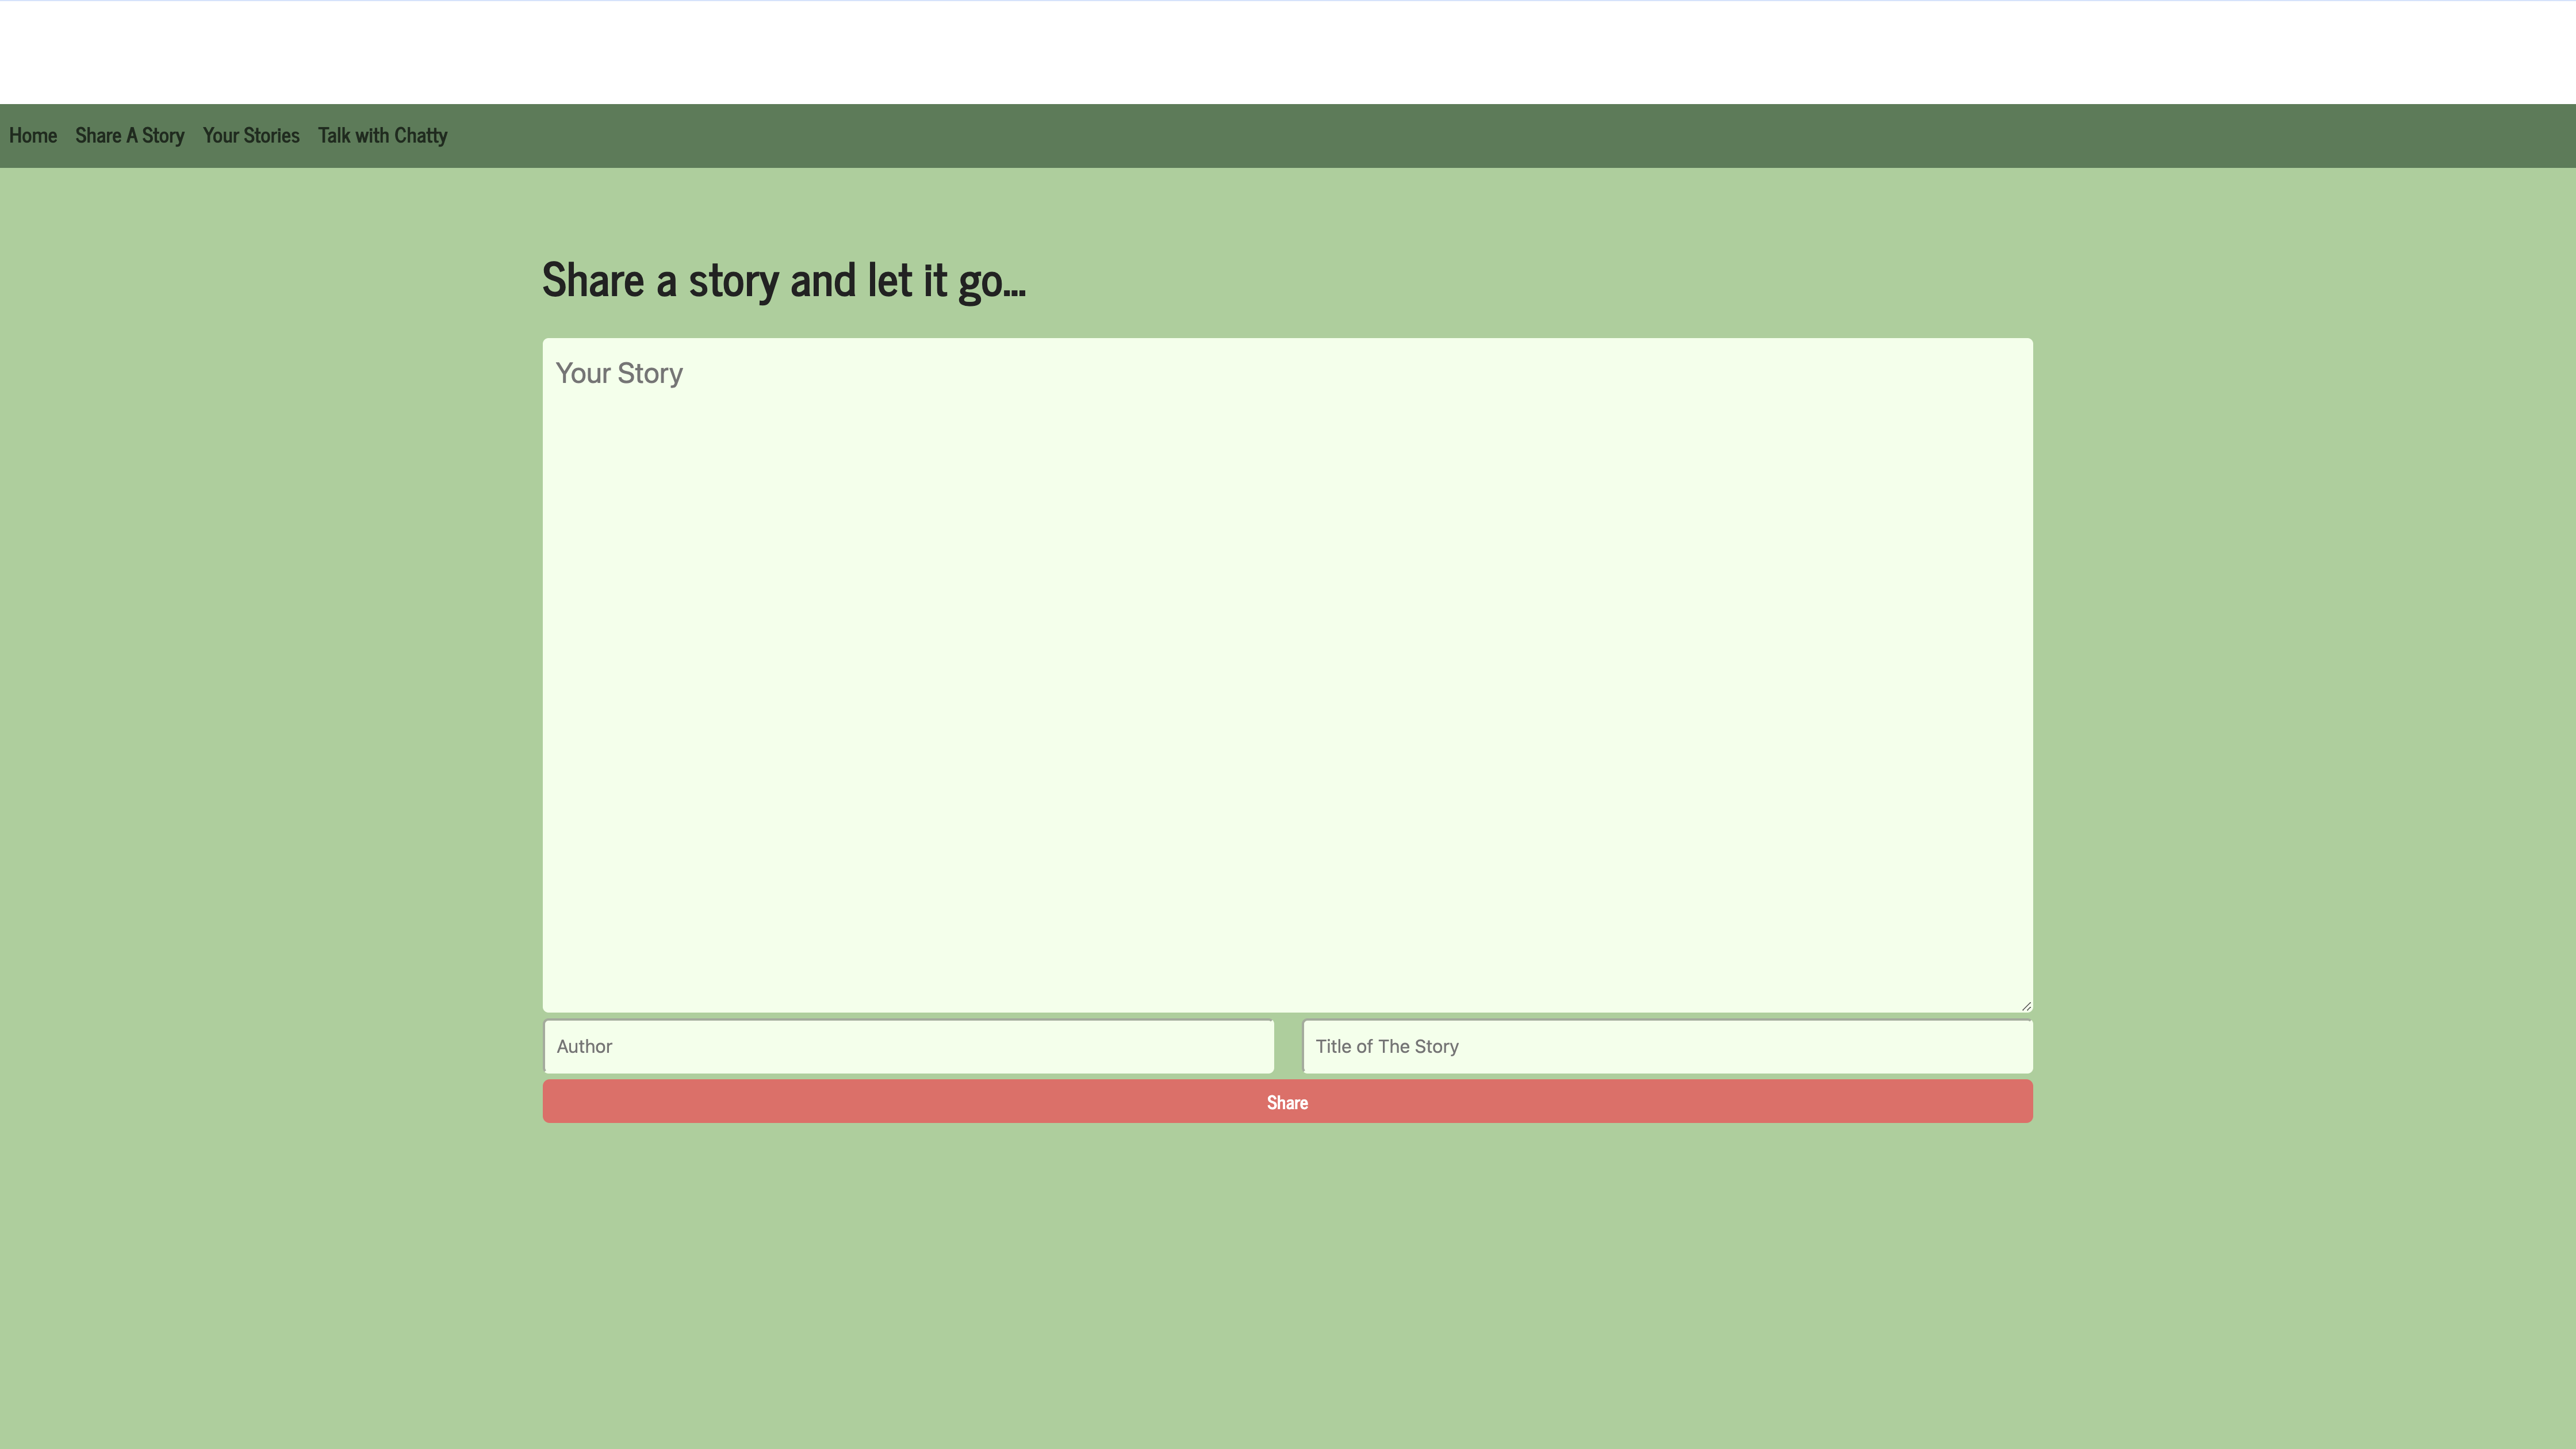 Home Share A Story Your Stories Talk with Chatty
Share a story and let it go...
Your Story
Author Title of The Story
Share